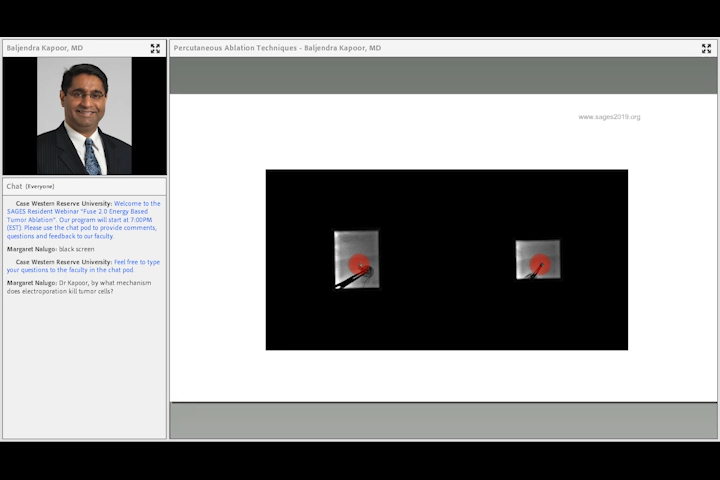 Baljendra Kapoor, MD
Percutaneous Ablation Techniques - Baljendra Kapoor, MD
www.sages2019.org
Chat (Everyone)
Case Western Reserve University: Welcome to the
SAGES Resident Webinar "Fuse 2.0 Energy Based
Tumor Ablation". Our program will start at 7:00PM
(EST). Please use the chat pod to provide comments,
questions and feedback to our faculty.
Margaret Nalugo: black screen
Case Western Reserve University: Feel free to type
your questions to the faculty in the chat pod.
Margaret Nalugo: Dr Kapoor, by what mechanism
does electroporation kill tumor cells?